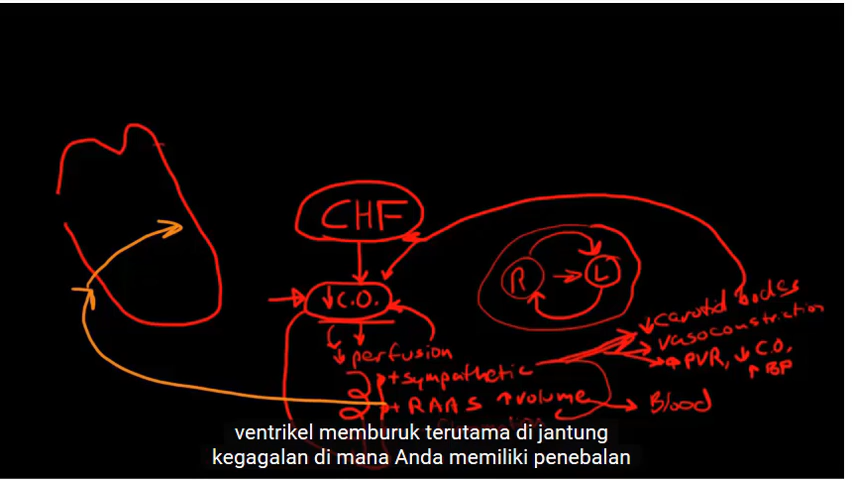 CHF
R → L
↓ C.O.
↓ carotid bodies
vasoconstriction
↓ perfusion
↑ PVR, ↓ C.O.
↑ BP
+ sympathetic
+ RAAS ↑ volume
Blood
ventrikel memburuk terutama di jantung
kegagalan di mana Anda memiliki penebalan